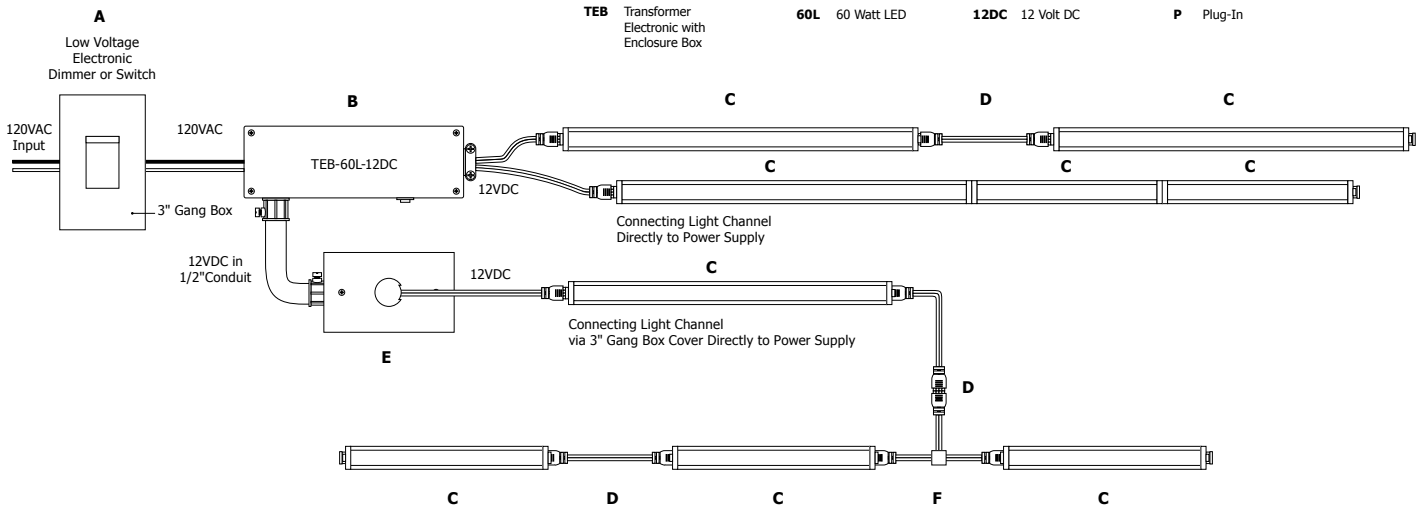 TEB Transformer
Electronic with
Enclosure Box
60L 60 Watt LED
12DC 12 Volt DC
P Plug-In
A
Low Voltage
Electronic
Dimmer or Switch
120VAC
Input
120VAC
3" Gang Box
B
TEB-60L-12DC
12VDC
C
D
C
C
C
C
Connecting Light Channel
Directly to Power Supply
12VDC in
1/2"Conduit
12VDC
E
C
Connecting Light Channel
via 3" Gang Box Cover Directly to Power Supply
D
C
D
C
F
C